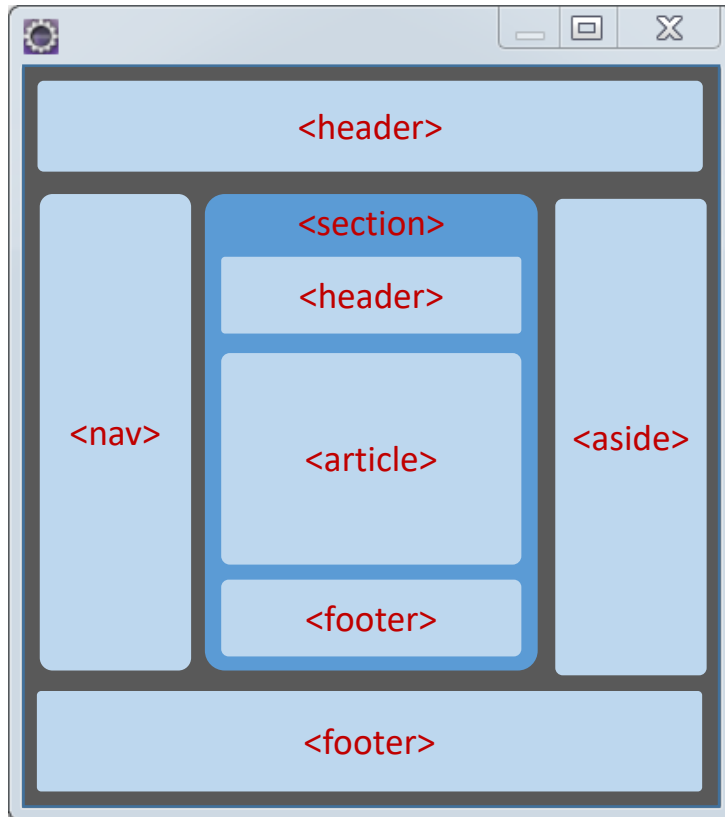 <header>
<section>
<header>
<nav>
<article>
<aside>
<footer>
<footer>